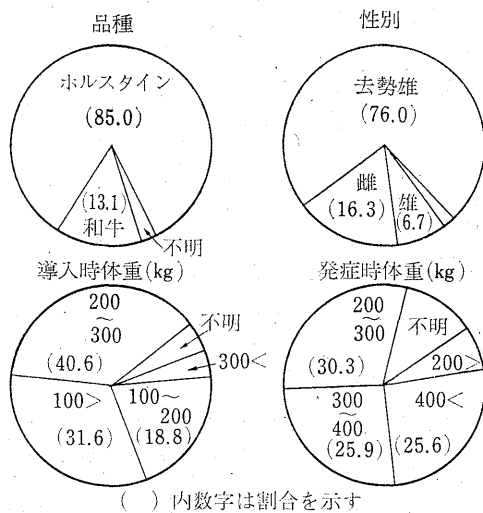 品種
ホルスタイン
(85.0)
(13.1)
和牛
不明
性別
去勢雄
(76.0)
雌
(16.3)
雄
(6.7)
導入時体重(kg)
200
~
300
(40.6)
不明
300<
100~
200
(18.8)
100>
(31.6)
発症時体重(kg)
200
~
300
(30.3)
不明
200>
400<
(25.6)
300
~
400
(25.9)
( )内数字は割合を示す